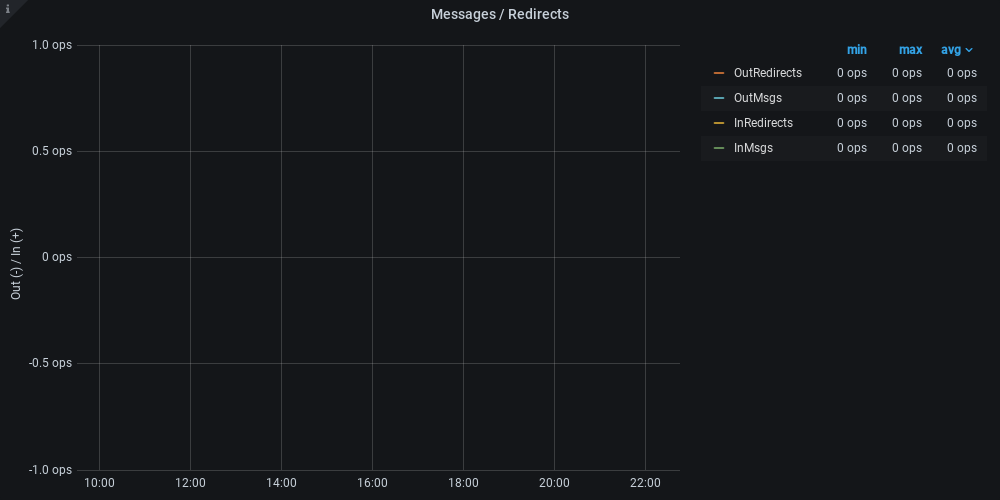 i
Messages / Redirects
min max avg
OutRedirects 0 ops 0 ops 0 ops
OutMsgs 0 ops 0 ops 0 ops
InRedirects 0 ops 0 ops 0 ops
InMsgs 0 ops 0 ops 0 ops
Out (-) / In (+)
1.0 ops
0.5 ops
0 ops
-0.5 ops
-1.0 ops
10:00 12:00 14:00 16:00 18:00 20:00 22:00